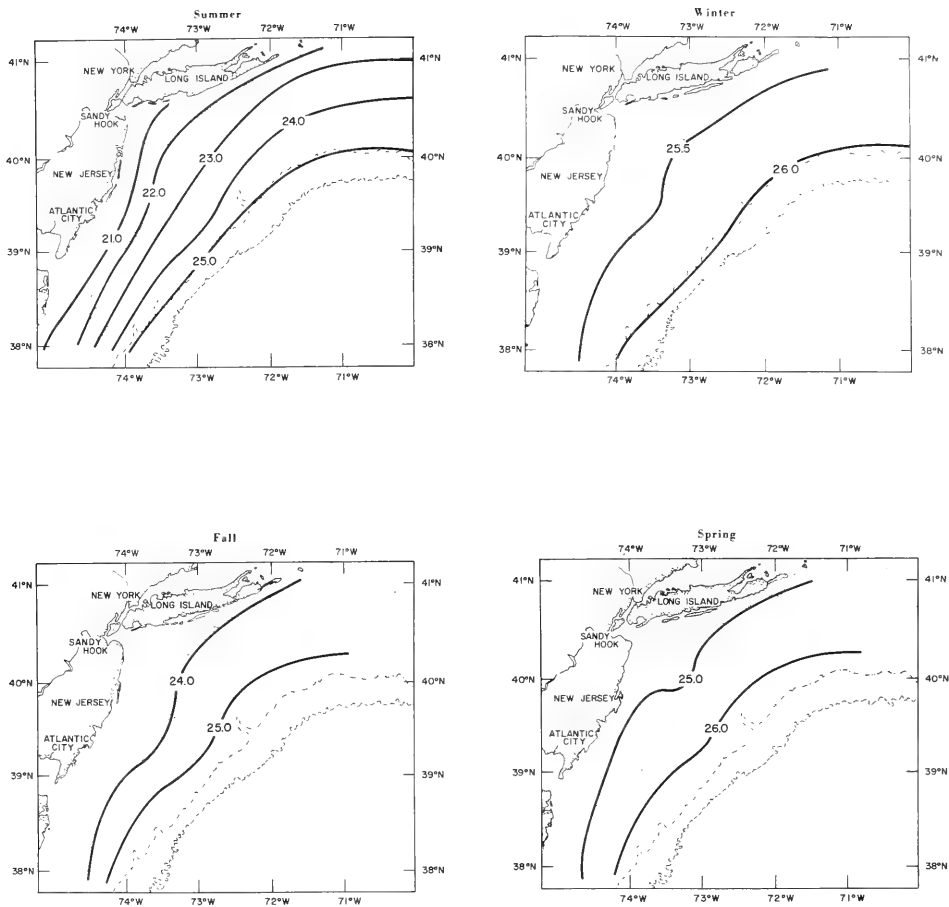 Summer
74°W 73°W 72°W 71°W
41°N
NEW YORK
LONG ISLAND
SANDY
HOOK
40°N
NEW JERSEY
ATLANTIC
CITY
39°N
38°N
21.0
22.0
23.0
24.0
25.0
41°N
40°N
39°N
38°N
74°W 73°W 72°W 71°W
Winter
74°W 73°W 72°W 71°W
41°N
NEW YORK
LONG ISLAND
SANDY
HOOK
40°N
NEW JERSEY
ATLANTIC
CITY
39°N
38°N
25.5
26.0
41°N
40°N
39°N
38°N
74°W 73°W 72°W 71°W
Fall
74°W 73°W 72°W 71°W
41°N
NEW YORK
LONG ISLAND
SANDY
HOOK
40°N
NEW JERSEY
ATLANTIC
CITY
39°N
38°N
24.0
25.0
41°N
40°N
39°N
38°N
74°W 73°W 72°W 71°W
Spring
74°W 73°W 72°W 71°W
41°N
NEW YORK
LONG ISLAND
SANDY
HOOK
40°N
NEW JERSEY
ATLANTIC
CITY
39°N
38°N
25.0
26.0
41°N
40°N
39°N
38°N
74°W 73°W 72°W 71°W